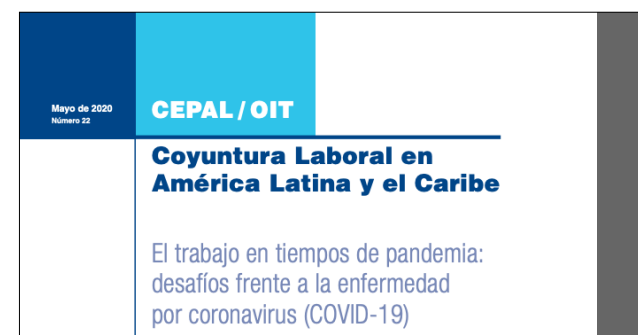 Mayo de 2020
Número 22
CEPAL / OIT
Coyuntura Laboral en
América Latina y el Caribe
El trabajo en tiempos de pandemia:
desafíos frente a la enfermedad
por coronavirus (COVID-19)